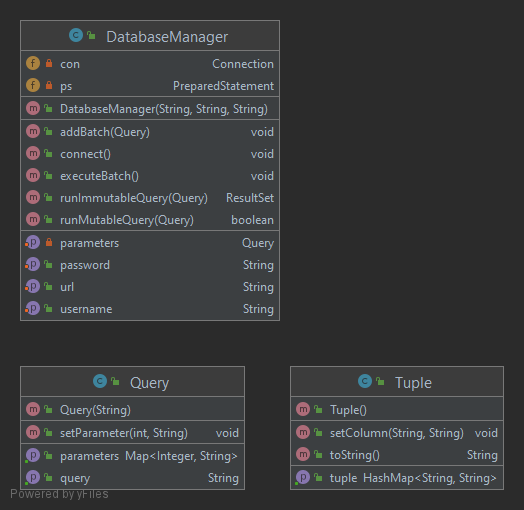 DatabaseManager
con Connection
ps PreparedStatement
DatabaseManager(String, String, String)
addBatch(Query) void
connect() void
executeBatch() void
runImmutableQuery(Query) ResultSet
runMutableQuery(Query) boolean
parameters Query
password String
url String
username String
Query
Query(String)
setParameter(int, String) void
parameters Map<Integer, String>
query String
Tuple
Tuple()
setColumn(String, String) void
toString() String
tuple HashMap<String, String>
Powered by yFiles